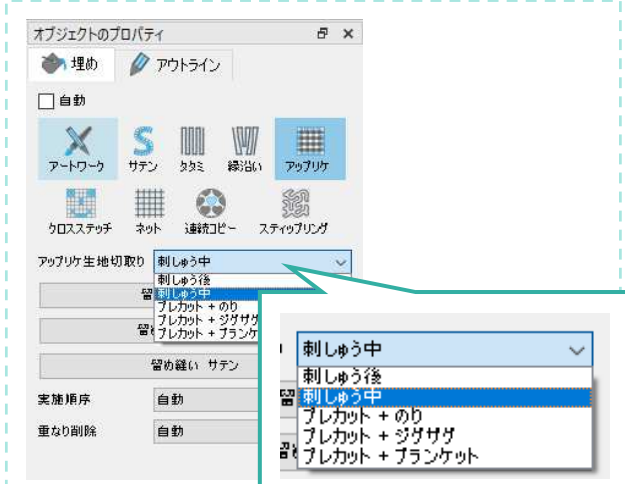 オブジェクトのプロパティ
埋め アウトライン
自動
アートワーク サテン タタミ 縁沿い アップリケ
クロスステッチ ネット 連続コピー スティップリング
アップリケ生地切取り 刺しゅう中
刺しゅう後
刺しゅう中
プレカット + のり
プレカット + ジグザグ
プレカット + ブランケ
留め縫い サテン
実施順序 自動
重なり削除 自動
刺しゅう中
刺しゅう後
刺しゅう中
プレカット + のり
プレカット + ジグザグ
プレカット + ブランケット